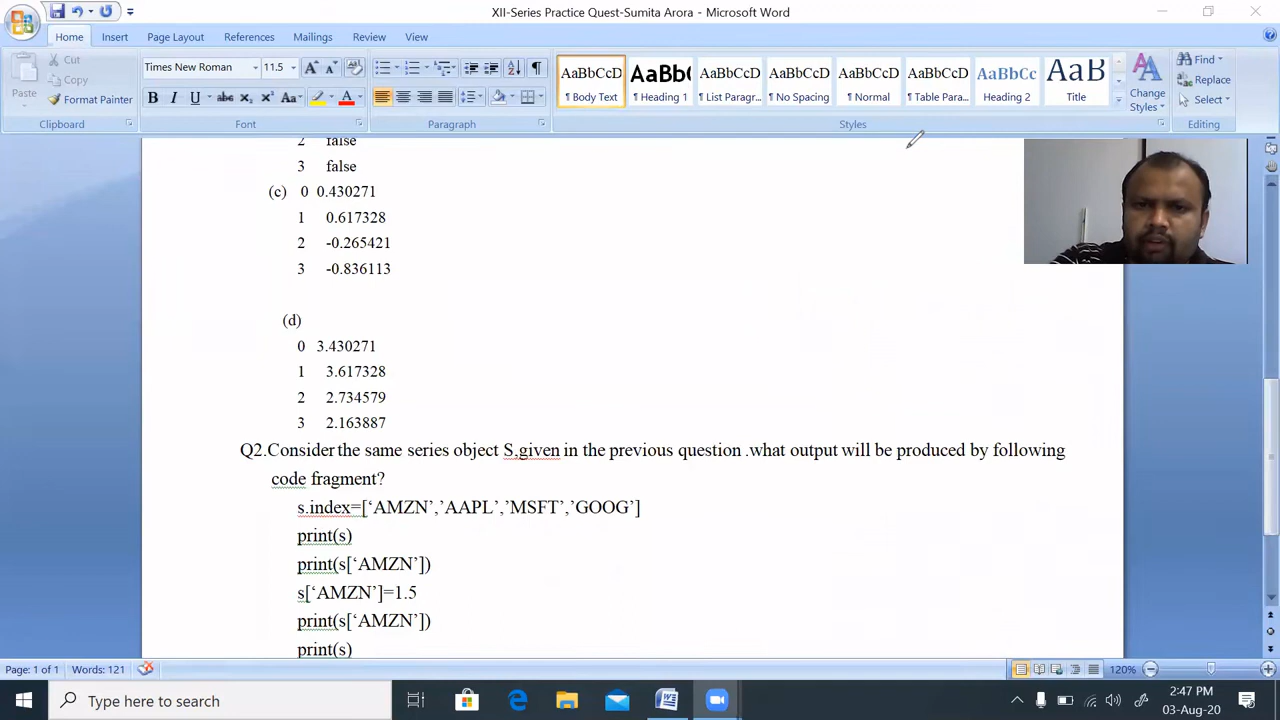 XII-Series Practice Quest-Sumita Arora - Microsoft Word
Home Insert Page Layout References Mailings Review View
Paste
Cut
Copy
Format Painter
Clipboard
Times New Roman 11.5
Font
Paragraph
AaBbCcD AaBb( AaBbCcD AaBbCcD AaBbCcD AaBbCcD AaBbCc AaB
¶ Body Text ¶ Heading 1 ¶ List Paragr... ¶ No Spacing ¶ Normal ¶ Table Para... Heading 2 Title
Styles
Change Styles
Find
Replace
Select
Editing
2 false
3 false
(c) 0 0.430271
1 0.617328
2 -0.265421
3 -0.836113
(d)
0 3.430271
1 3.617328
2 2.734579
3 2.163887
Q2.Consider the same series object S,given in the previous question .what output will be produced by following
code fragment?
s.index=[‘AMZN’,’AAPL’,’MSFT’,’GOOG’]
print(s)
print(s[‘AMZN’])
s[‘AMZN’]=1.5
print(s[‘AMZN’])
print(s)
Page: 1 of 1 Words: 121 120%
Type here to search
2:47 PM
03-Aug-20